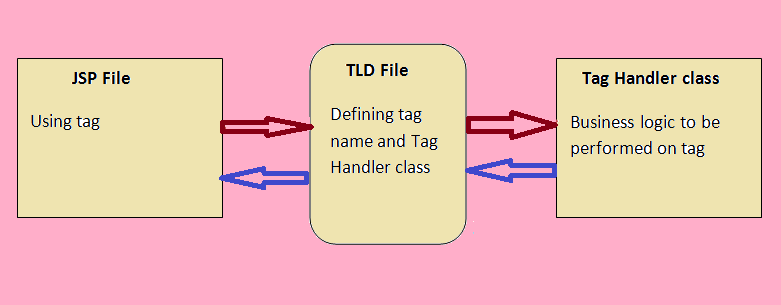 JSP File
Using tag
TLD File
Defining tag
name and Tag
Handler class
Tag Handler class
Business logic to be
performed on tag